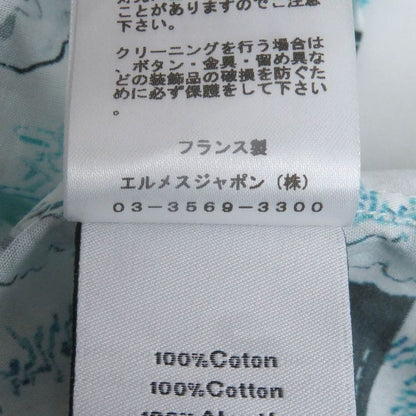 ことがありますのでご注意
下さい。
クリーニングを行う場合は
、ボタン・金具・留め具な
どの装飾品の破損を防ぐた
めに必ず保護をして下さい
。
フランス製
エルメスジャポン（株）
03-3569-3300
100%Coton
100%Cotton